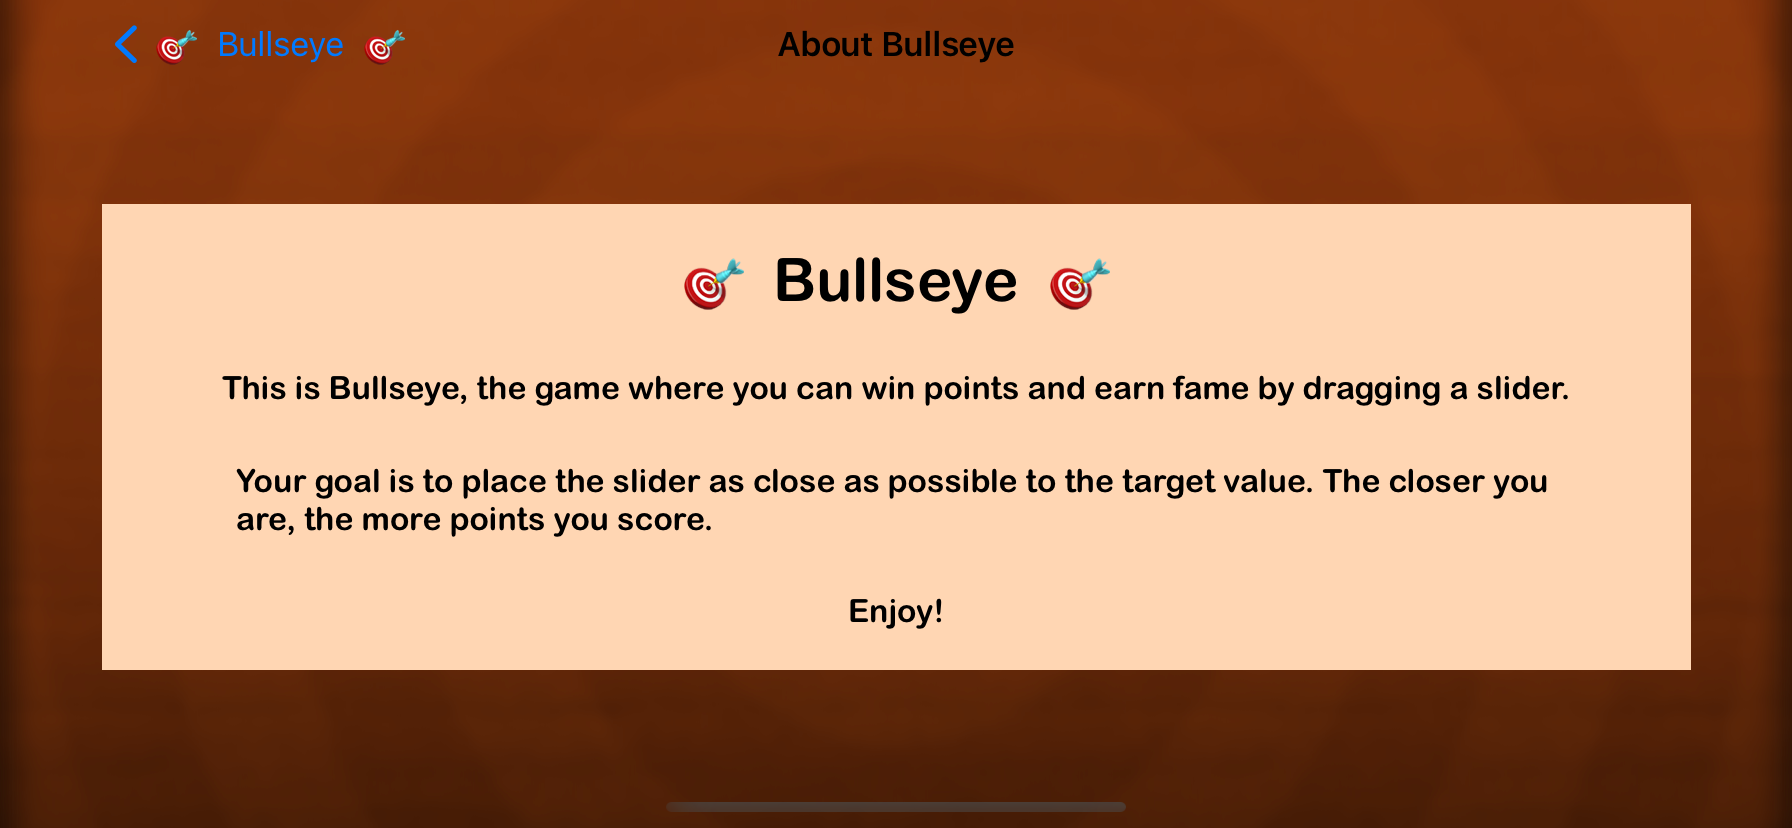 🎯 Bullseye 🎯
About Bullseye
🎯 Bullseye 🎯
This is Bullseye, the game where you can win points and earn fame by dragging a slider.
Your goal is to place the slider as close as possible to the target value. The closer you
are, the more points you score.
Enjoy!